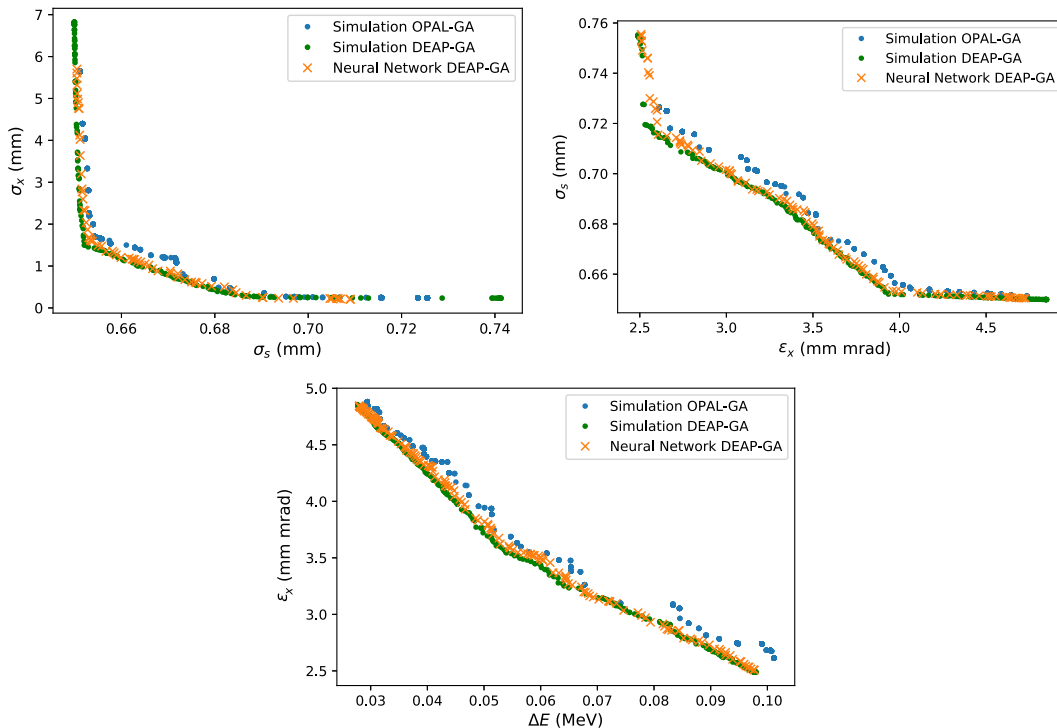 7
6
5
4
3
2
1
0
σx (mm)
0.66
0.68
0.70
0.72
0.74
σs (mm)
Simulation OPAL-GA
Simulation DEAP-GA
Neural Network DEAP-GA
0.76
0.74
0.72
0.70
0.68
0.66
σs (mm)
2.5
3.0
3.5
4.0
4.5
εx (mm mrad)
Simulation OPAL-GA
Simulation DEAP-GA
Neural Network DEAP-GA
5.0
4.5
4.0
3.5
3.0
2.5
εx (mm mrad)
0.03
0.04
0.05
0.06
0.07
0.08
0.09
0.10
ΔE (MeV)
Simulation OPAL-GA
Simulation DEAP-GA
Neural Network DEAP-GA